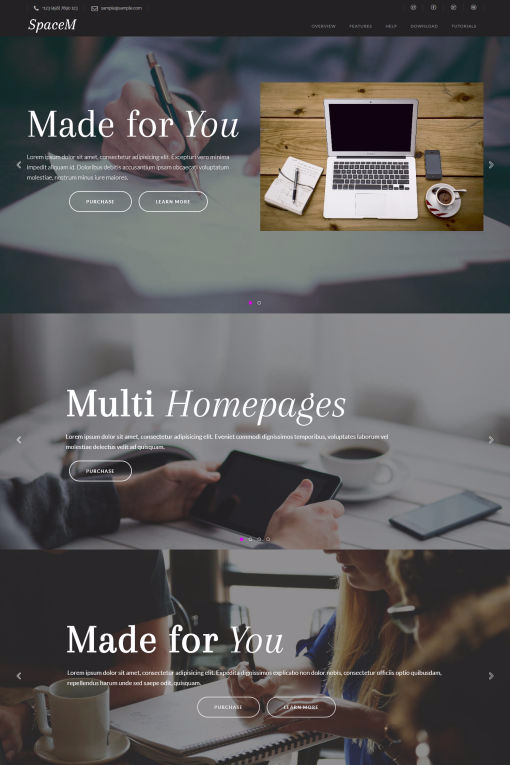 +123 (456) 7890 123 sample@sample.com
SpaceM
OVERVIEW FEATURES HELP DOWNLOAD TUTORIALS
Made for You
Lorem ipsum dolor sit amet, consectetur adipisicing elit. Excepturi vero minima
impedit aliquam id. Doloribus debitis accusantium ipsam obcaecati voluptatum
molestiae, nostrum minus iure maiores.
PURCHASE LEARN MORE
Multi Homepages
Lorem ipsum dolor sit amet, consectetur adipisicing elit. Eveniet commodi dignissimos temporibus, voluptates laborum vel
molestiae delectus velit ad quisquam.
PURCHASE
Made for You
Lorem ipsum dolor sit amet, consectetur adipisicing elit. Expedita dignissimos explicabo non dolor nobis, consectetur officiis optio quibusdam,
repellendus harum unde sed saepe odit, quisquam.
PURCHASE LEARN MORE